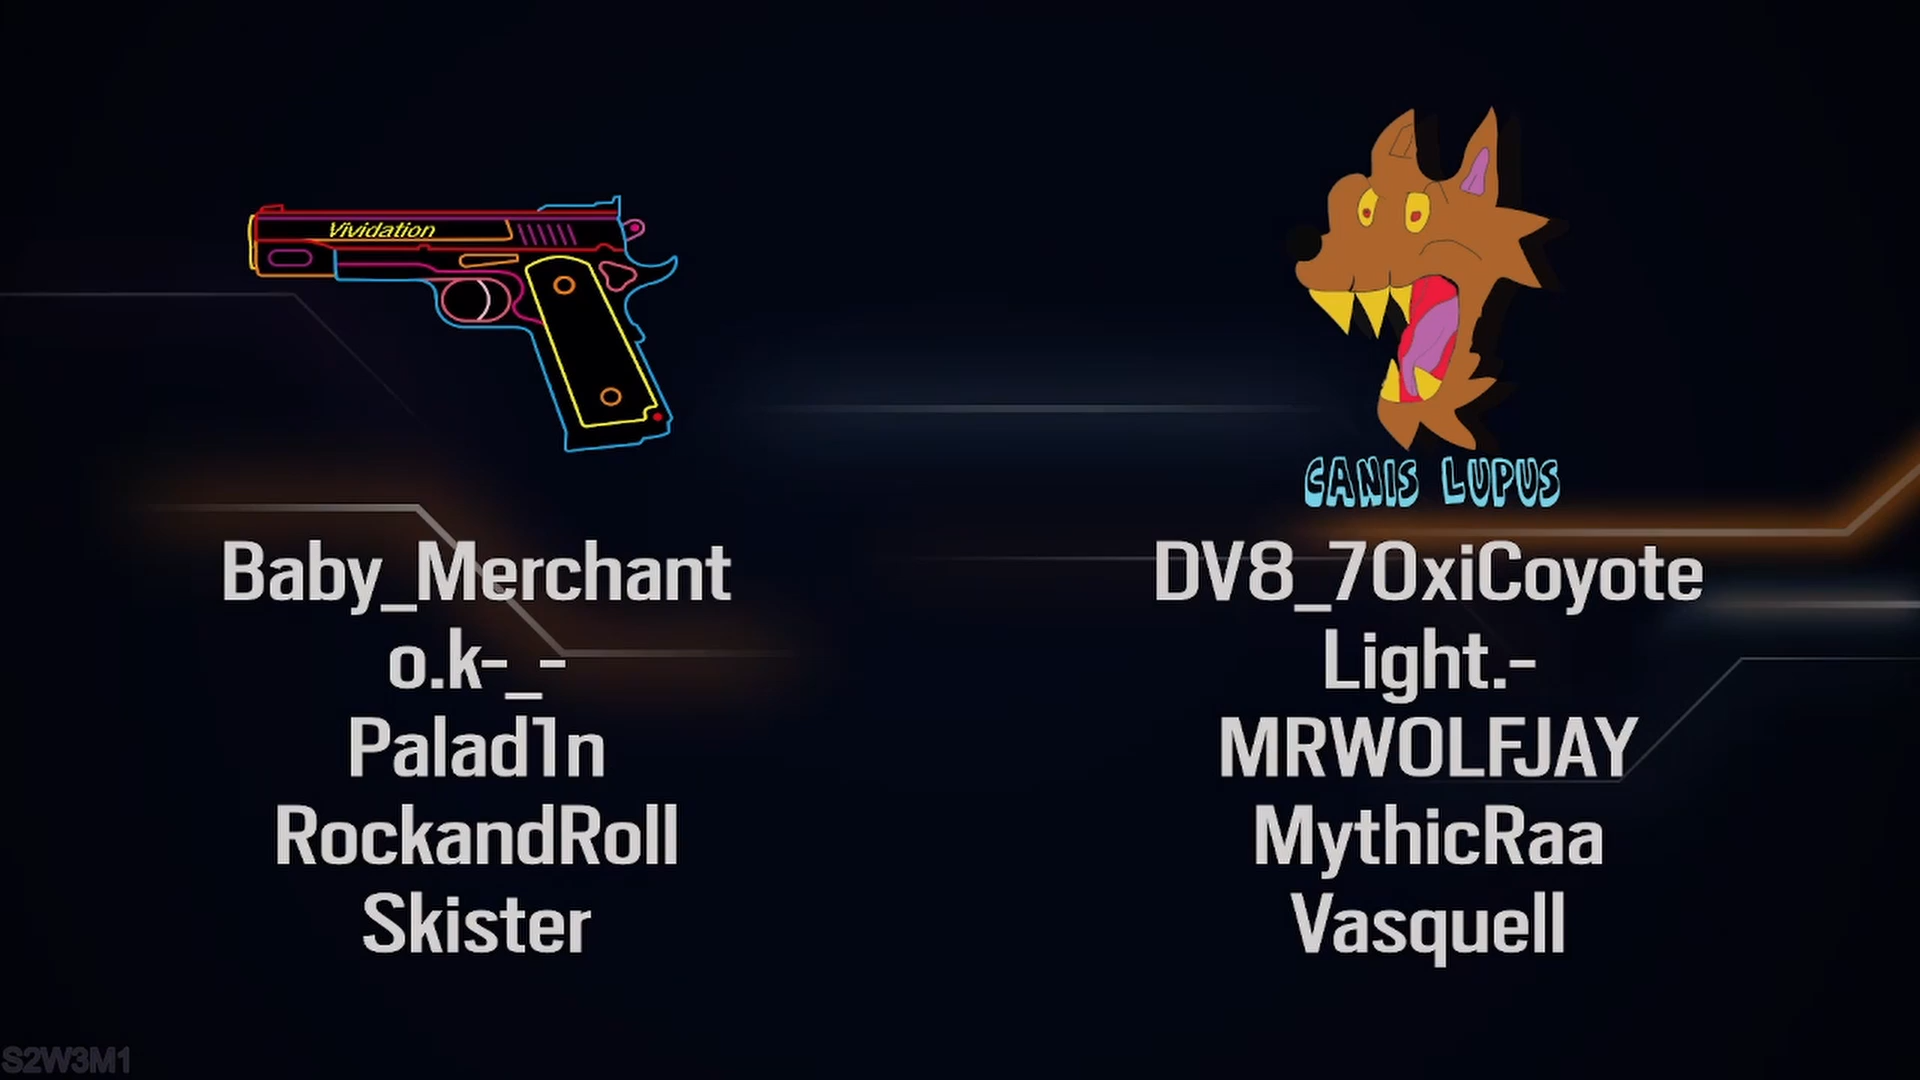 Vividation
CANIS LUPUS
Baby_Merchant
o.k-_-
Palad1n
RockandRoll
Skister
DV8_7OxiCoyote
Light.-
MRWOLFJAY
MythicRaa
Vasquell
S2W3M1